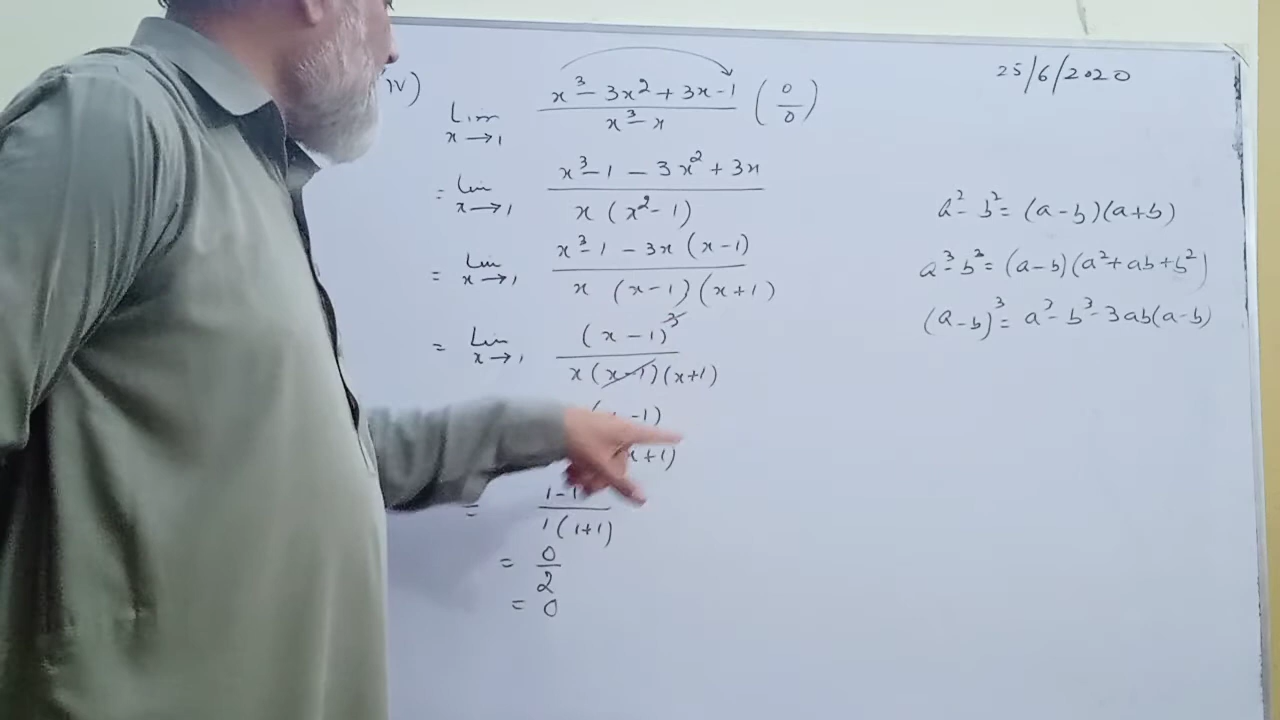 iv) Lim x→1 x³ - 3x² + 3x - 1 / x³ - x (0/0)
= Lim x→1 x³ - 1 - 3x² + 3x / x(x² - 1)
= Lim x→1 x³ - 1 - 3x(x - 1) / x (x - 1)(x + 1)
= Lim x→1 (x - 1)³ / x(x - 1)(x + 1)
-1) / x+1)
= 1-1 / 1(1+1)
= 0/2
= 0
25/6/2020
a² - b² = (a - b)(a + b)
a³ - b³ = (a - b)(a² + ab + b²)
(a - b)³ = a³ - b³ - 3ab(a - b)